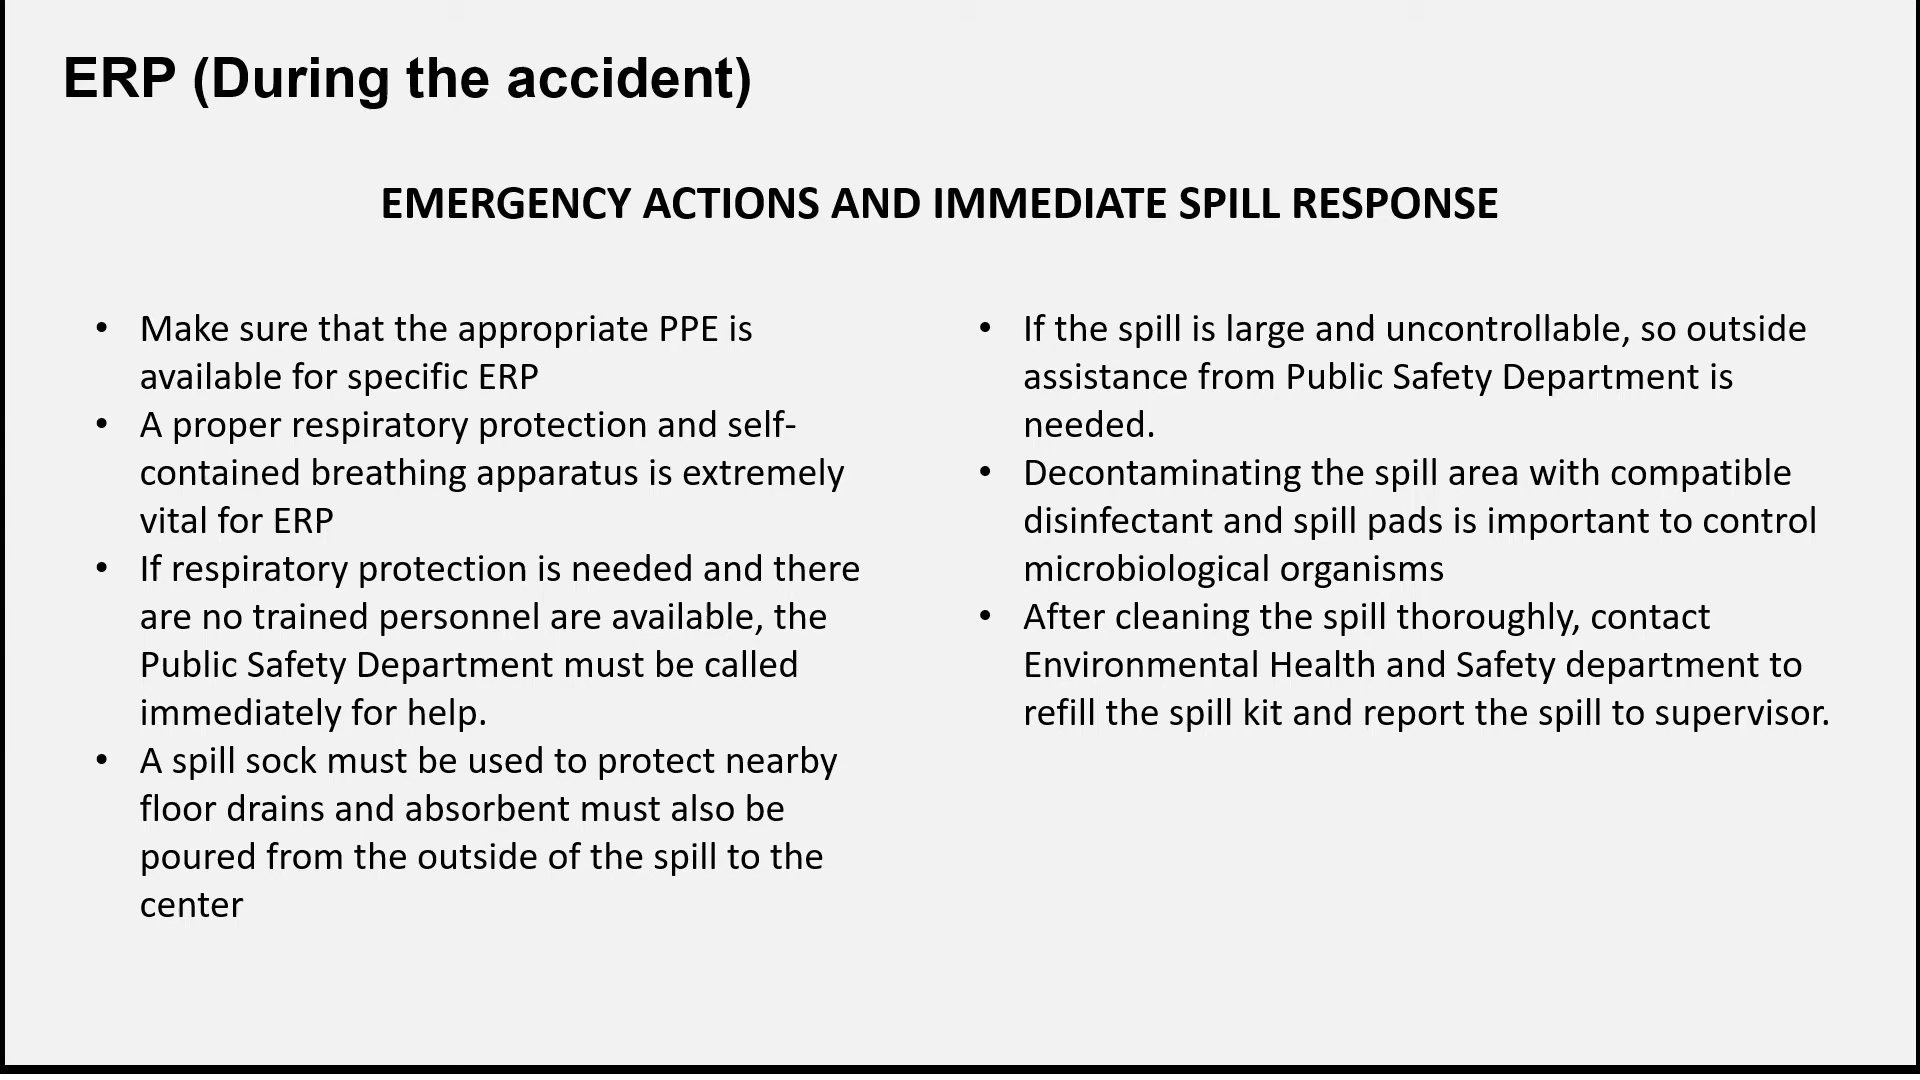 ERP (During the accident)
EMERGENCY ACTIONS AND IMMEDIATE SPILL RESPONSE
• Make sure that the appropriate PPE is
available for specific ERP
• A proper respiratory protection and self-
contained breathing apparatus is extremely
vital for ERP
• If respiratory protection is needed and there
are no trained personnel are available, the
Public Safety Department must be called
immediately for help.
• A spill sock must be used to protect nearby
floor drains and absorbent must also be
poured from the outside of the spill to the
center
• If the spill is large and uncontrollable, so outside
assistance from Public Safety Department is
needed.
• Decontaminating the spill area with compatible
disinfectant and spill pads is important to control
microbiological organisms
• After cleaning the spill thoroughly, contact
Environmental Health and Safety department to
refill the spill kit and report the spill to supervisor.